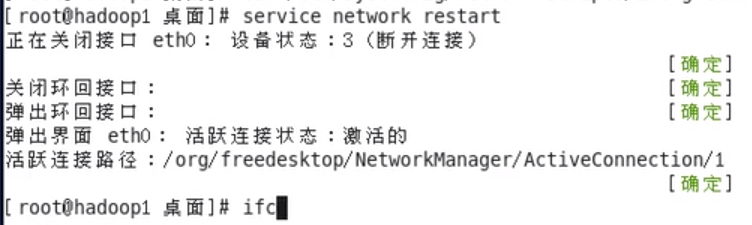 [root@hadoop1 桌面]# service network restart
正在关闭接口 eth0： 设备状态：3（断开连接）
[确定]
关闭环回接口： [确定]
弹出环回接口： [确定]
弹出界面 eth0： 活跃连接状态：激活的
活跃连接路径：/org/freedesktop/NetworkManager/ActiveConnection/1
[确定]
[root@hadoop1 桌面]# ifc